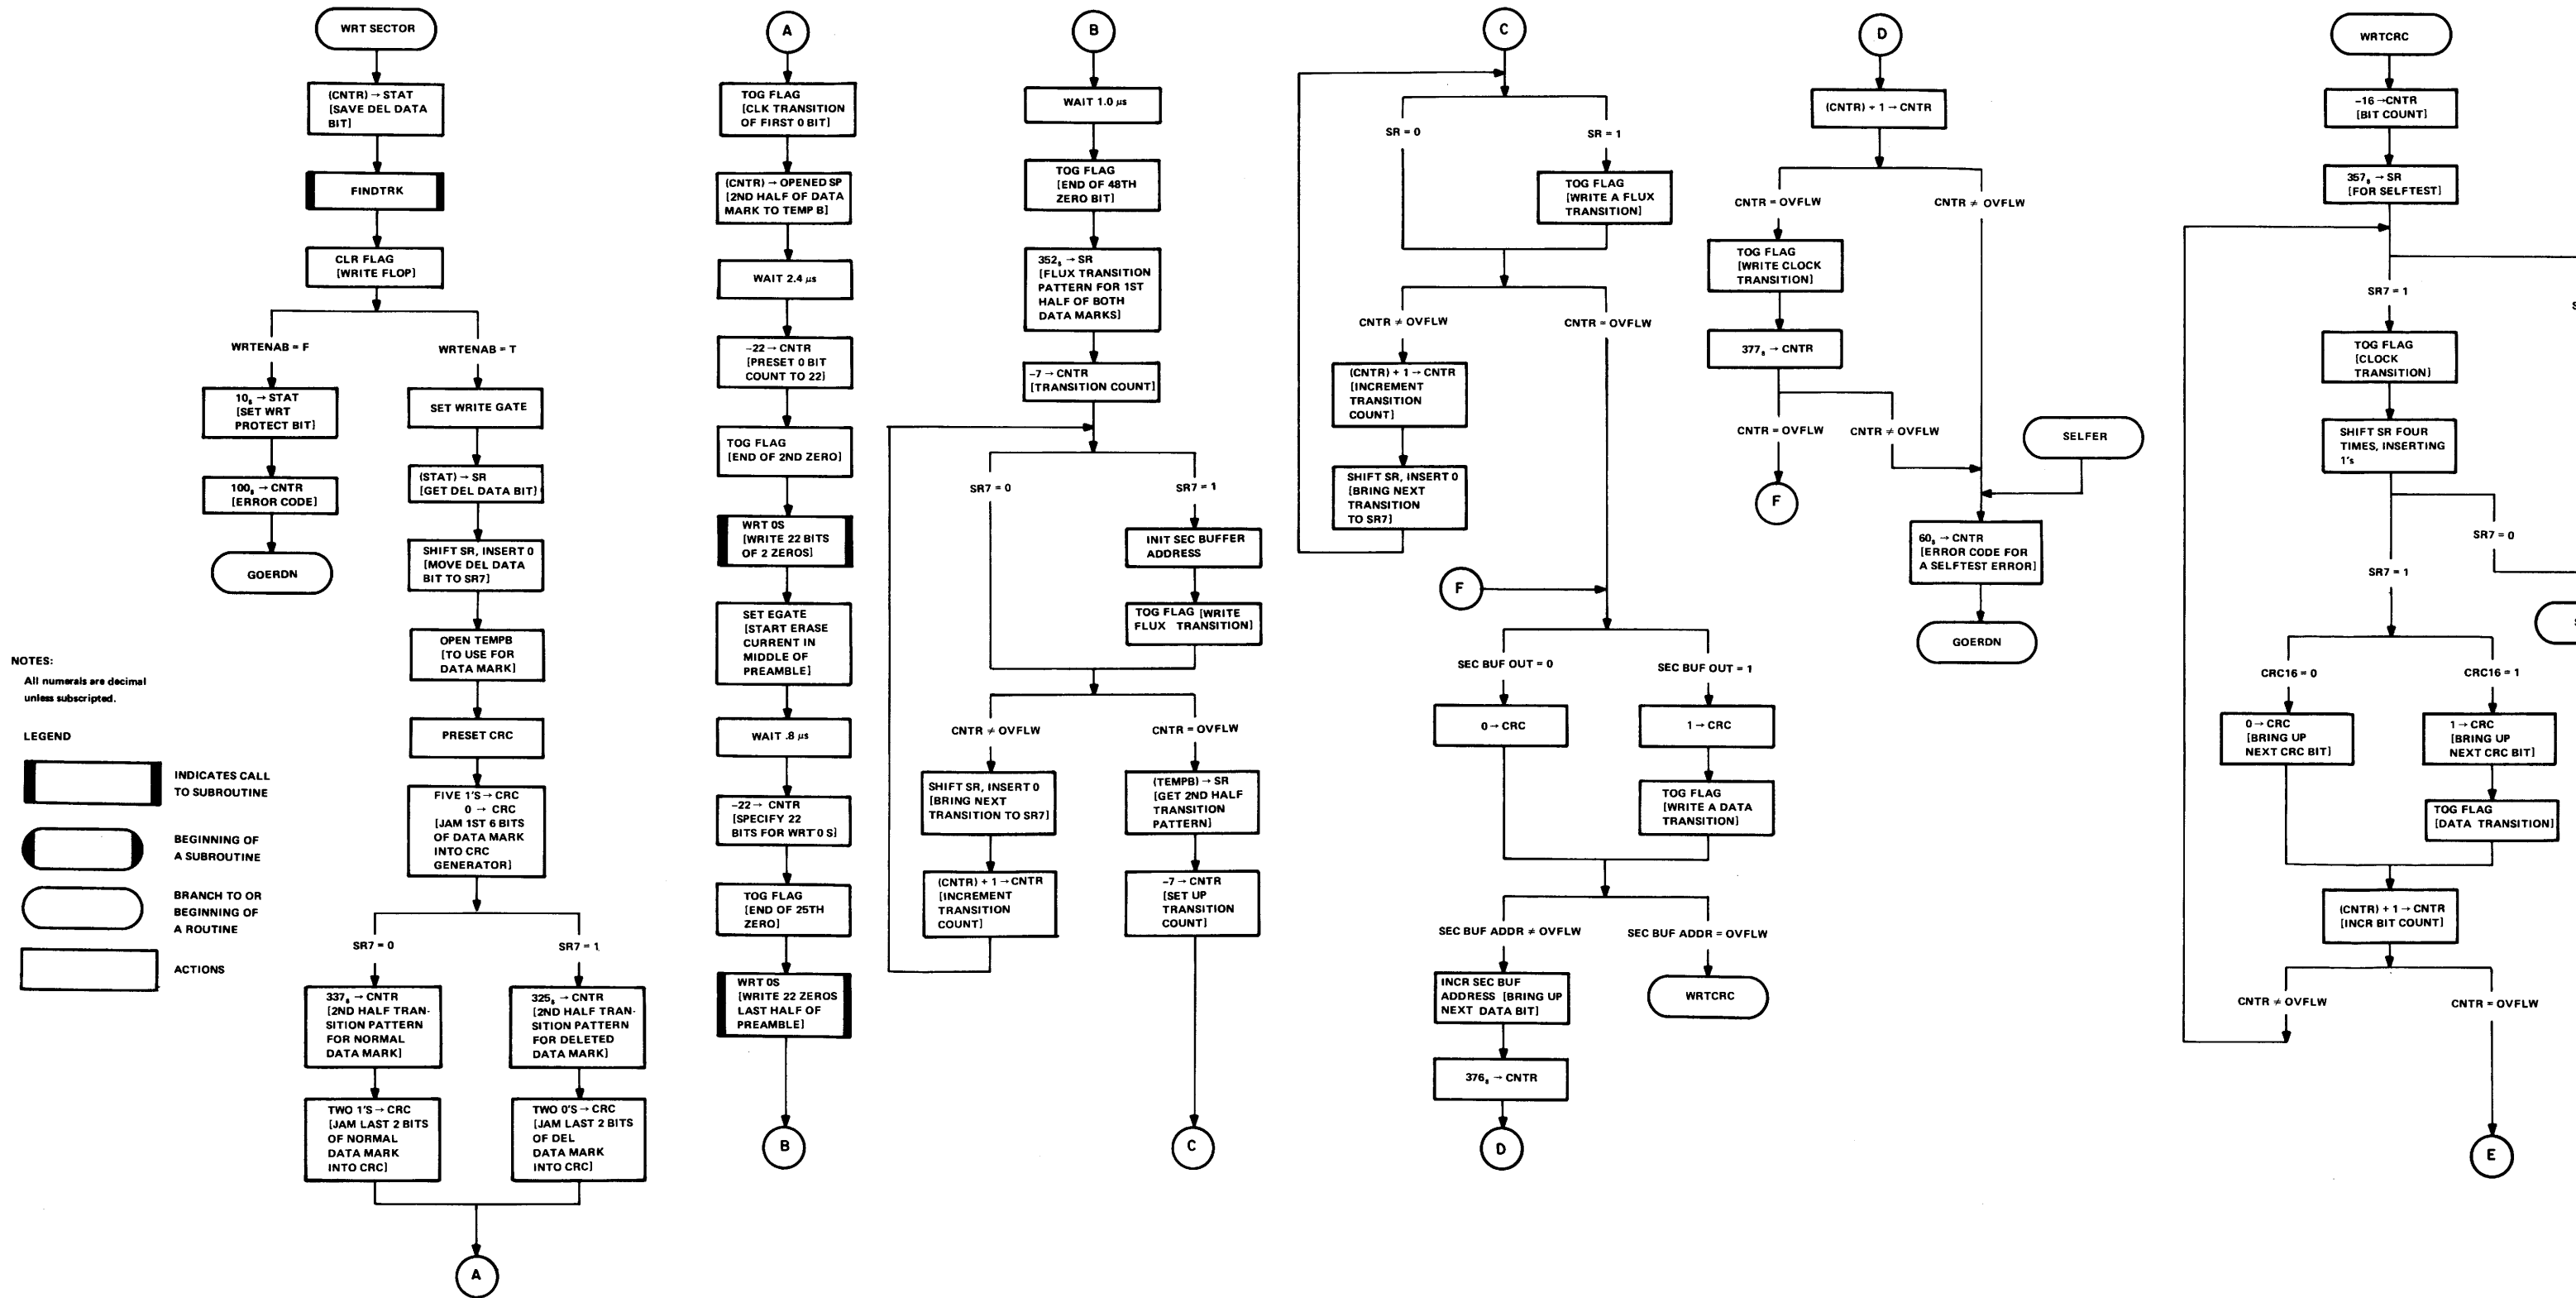 WRT SECTOR
(CNTR) → STAT
[SAVE DEL DATA
BIT]
FINDTRK
CLR FLAG
[WRITE FLOP]
WRTENAB = F
WRTENAB = T
10₈ → STAT
[SET WRT
PROTECT BIT]
100₈ → CNTR
[ERROR CODE]
GOERDN
SET WRITE GATE
(STAT) → SR
[GET DEL DATA BIT]
SHIFT SR, INSERT 0
[MOVE DEL DATA
BIT TO SR7]
OPEN TEMPB
[TO USE FOR
DATA MARK]
PRESET CRC
FIVE 1'S → CRC
0 → CRC
[JAM 1ST 6 BITS
OF DATA MARK
INTO CRC
GENERATOR]
SR7 = 0
SR7 = 1
337₈ → CNTR
[2ND HALF TRAN-
SITION PATTERN
FOR NORMAL
DATA MARK]
325₈ → CNTR
[2ND HALF TRAN-
SITION PATTERN
FOR DELETED
DATA MARK]
TWO 1'S → CRC
[JAM LAST 2 BITS
OF NORMAL
DATA MARK
INTO CRC]
TWO 0'S → CRC
[JAM LAST 2 BITS
OF DEL
DATA MARK
INTO CRC]
A
NOTES:
All numerals are decimal
unless subscripted.
LEGEND
INDICATES CALL
TO SUBROUTINE
BEGINNING OF
A SUBROUTINE
BRANCH TO OR
BEGINNING OF
A ROUTINE
ACTIONS
A
TOG FLAG
[CLK TRANSITION
OF FIRST 0 BIT]
(CNTR) → OPENED SP
[2ND HALF OF DATA
MARK TO TEMP B]
WAIT 2.4 µs
-22 → CNTR
[PRESET 0 BIT
COUNT TO 22]
TOG FLAG
[END OF 2ND ZERO]
WRT 0S
[WRITE 22 BITS
OF 2 ZEROS]
SET EGATE
[START ERASE
CURRENT IN
MIDDLE OF
PREAMBLE]
WAIT .8 µs
-22 → CNTR
[SPECIFY 22
BITS FOR WRT 0 S]
TOG FLAG
[END OF 25TH
ZERO]
WRT 0S
[WRITE 22 ZEROS
LAST HALF OF
PREAMBLE]
B
B
WAIT 1.0 µs
TOG FLAG
[END OF 48TH
ZERO BIT]
352₈ → SR
[FLUX TRANSITION
PATTERN FOR 1ST
HALF OF BOTH
DATA MARKS]
-7 → CNTR
[TRANSITION COUNT]
SR7 = 0
SR7 = 1
INIT SEC BUFFER
ADDRESS
TOG FLAG [WRITE
FLUX TRANSITION]
CNTR ≠ OVFLW
CNTR = OVFLW
SHIFT SR, INSERT 0
[BRING NEXT
TRANSITION TO SR7]
(CNTR) + 1 → CNTR
[INCREMENT
TRANSITION
COUNT]
(TEMPB) → SR
[GET 2ND HALF
TRANSITION
PATTERN]
-7 → CNTR
[SET UP
TRANSITION
COUNT]
C
C
SR = 0
SR = 1
TOG FLAG
[WRITE A FLUX
TRANSITION]
CNTR ≠ OVFLW
CNTR = OVFLW
(CNTR) + 1 → CNTR
[INCREMENT
TRANSITION
COUNT]
SHIFT SR, INSERT 0
[BRING NEXT
TRANSITION
TO SR7]
F
SEC BUF OUT = 0
SEC BUF OUT = 1
0 → CRC
1 → CRC
TOG FLAG
[WRITE A DATA
TRANSITION]
SEC BUF ADDR ≠ OVFLW
SEC BUF ADDR = OVFLW
INCR SEC BUF
ADDRESS [BRING UP
NEXT DATA BIT]
WRTCRC
376₈ → CNTR
D
D
(CNTR) + 1 → CNTR
CNTR = OVFLW
CNTR ≠ OVFLW
TOG FLAG
[WRITE CLOCK
TRANSITION]
377₈ → CNTR
CNTR = OVFLW
CNTR ≠ OVFLW
F
SELFER
60₈ → CNTR
[ERROR CODE FOR
A SELFTEST ERROR]
GOERDN
WRTCRC
-16 → CNTR
[BIT COUNT]
357₈ → SR
[FOR SELFTEST]
SR7 = 1
S
TOG FLAG
[CLOCK
TRANSITION]
SHIFT SR FOUR
TIMES, INSERTING
1's
SR7 = 0
SR7 = 1
CRC16 = 0
CRC16 = 1
0 → CRC
[BRING UP
NEXT CRC BIT]
1 → CRC
[BRING UP
NEXT CRC BIT]
TOG FLAG
[DATA TRANSITION]
(CNTR) + 1 → CNTR
[INCR BIT COUNT]
CNTR ≠ OVFLW
CNTR = OVFLW
E